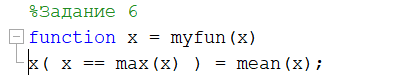 %Задание 6
function x = myfun(x)
x( x == max(x) ) = mean(x);